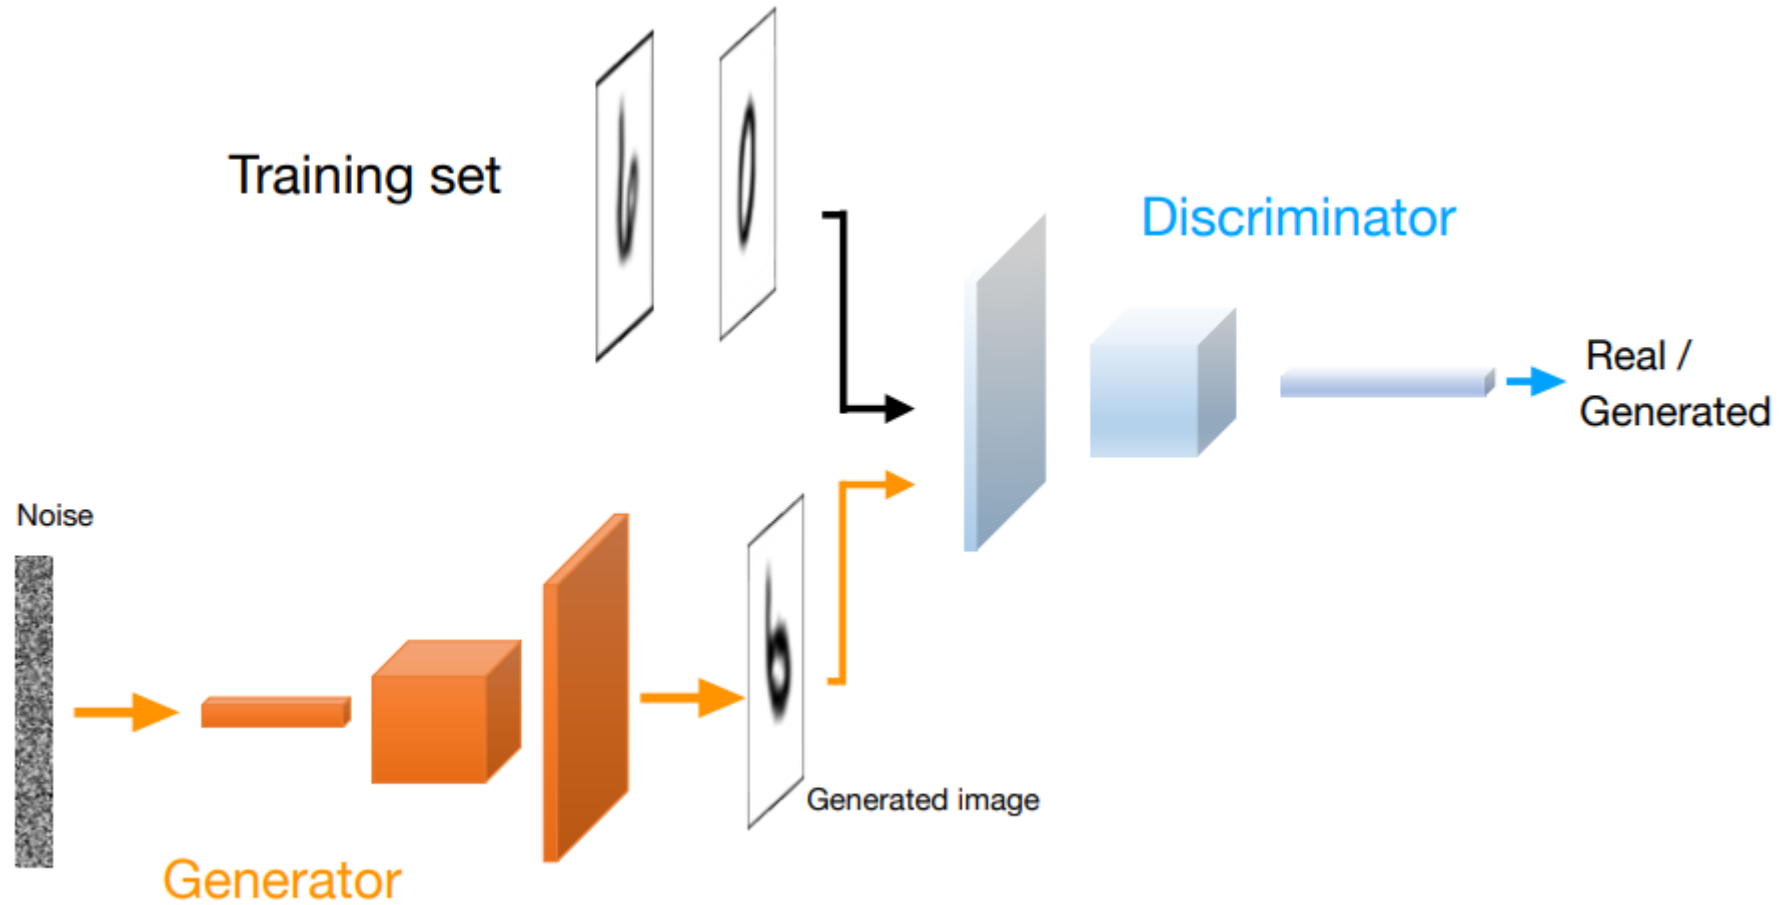 Training set
Discriminator
Real /
Generated
Noise
Generated image
Generator